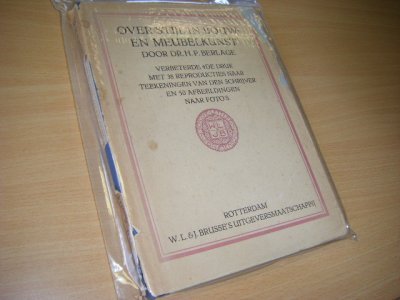 OVER STIJL IN BOUW-
EN MEUBELKUNST
DOOR DR. H. P. BERLAGE
VERBETERDE 4DE DRUK
MET 38 REPRODUCTIES NAAR
TEEKENINGEN VAN DEN SCHRIJVER
EN 50 AFBEELDINGEN
NAAR FOTO'S
ROTTERDAM
W. L. & J. BRUSSE'S UITGEVERSMAATSCHAPPIJ